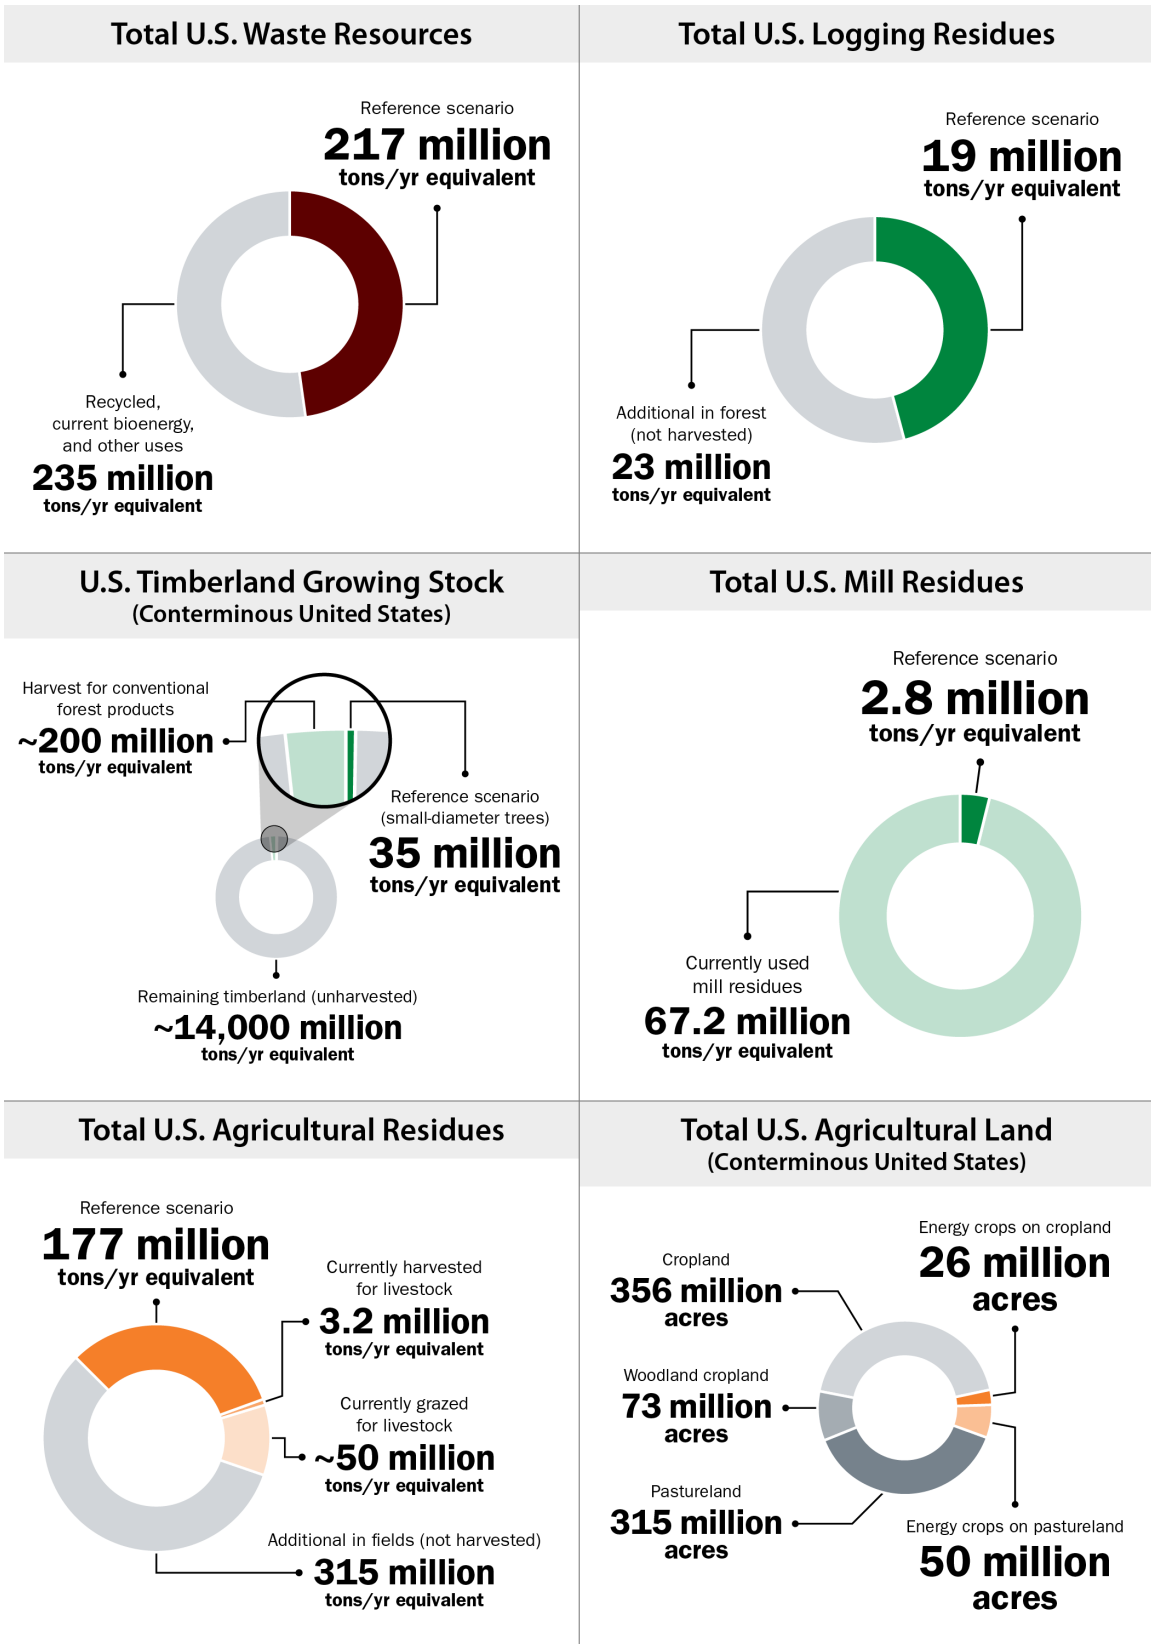 Total U.S. Waste Resources
Reference scenario
217 million
tons/yr equivalent
Recycled,
current bioenergy,
and other uses
235 million
tons/yr equivalent
Total U.S. Logging Residues
Reference scenario
19 million
tons/yr equivalent
Additional in forest
(not harvested)
23 million
tons/yr equivalent
U.S. Timberland Growing Stock
(Conterminous United States)
Harvest for conventional
forest products
~200 million
tons/yr equivalent
Reference scenario
(small-diameter trees)
35 million
tons/yr equivalent
Remaining timberland (unharvested)
~14,000 million
tons/yr equivalent
Total U.S. Mill Residues
Reference scenario
2.8 million
tons/yr equivalent
Currently used
mill residues
67.2 million
tons/yr equivalent
Total U.S. Agricultural Residues
Reference scenario
177 million
tons/yr equivalent
Currently harvested
for livestock
3.2 million
tons/yr equivalent
Currently grazed
for livestock
~50 million
tons/yr equivalent
Additional in fields (not harvested)
315 million
tons/yr equivalent
Total U.S. Agricultural Land
(Conterminous United States)
Energy crops on cropland
26 million
acres
Cropland
356 million
acres
Woodland cropland
73 million
acres
Pastureland
315 million
acres
Energy crops on pastureland
50 million
acres